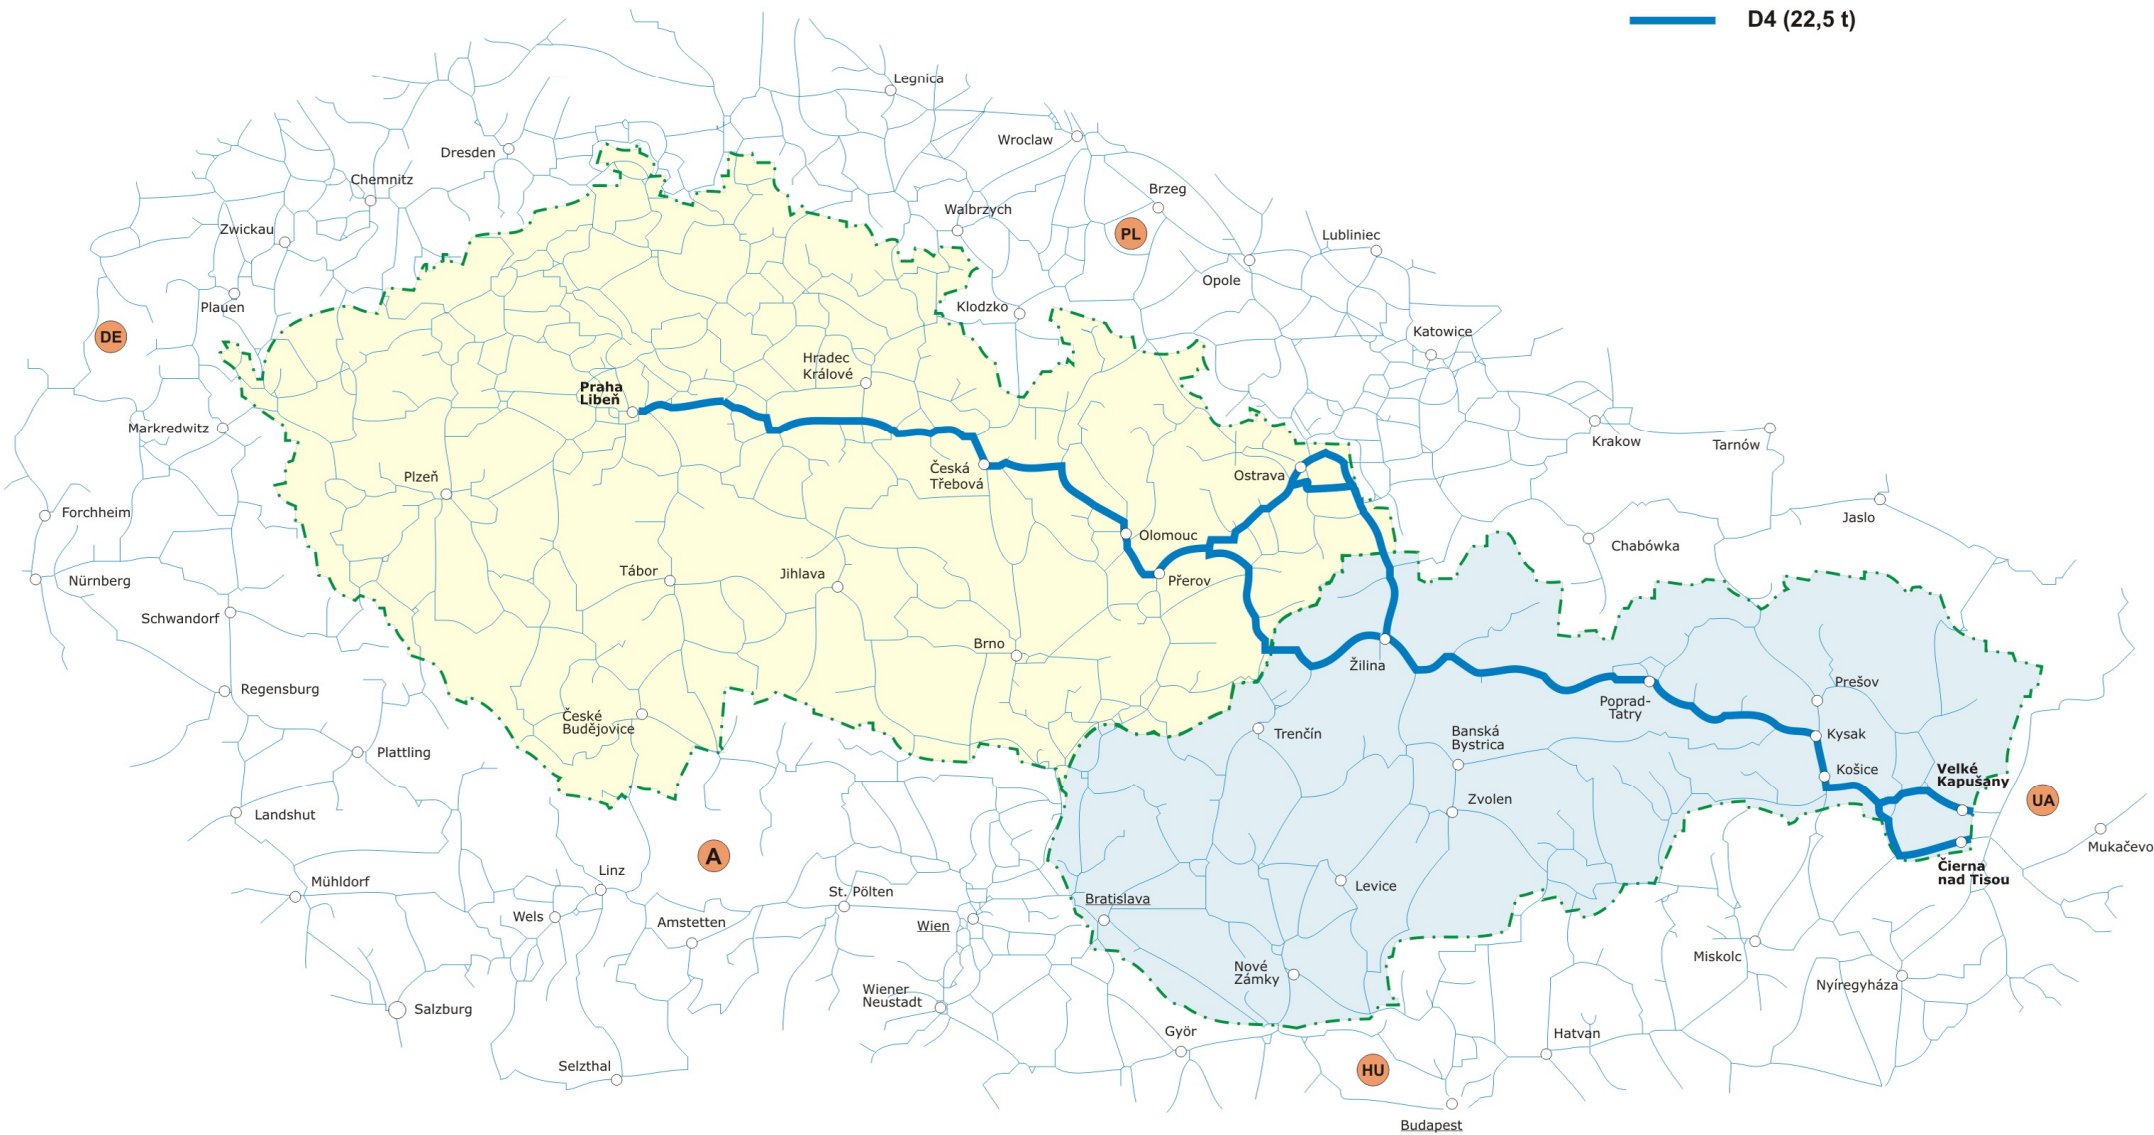 D4 (22,5 t)
Legnica
Wroclaw
Dresden
Chemnitz
Brzeg
Walbrzych
Zwickau
PL
Lubliniec
Opole
Plauen
Klodzko
DE
Katowice
Hradec
Králové
Praha
Libeň
Markredwitz
Krakow
Tarnów
Česká
Třebová
Plzeň
Ostrava
Forchheim
Jaslo
Olomouc
Chabówka
Nürnberg
Tábor
Jihlava
Přerov
Schwandorf
Brno
Žilina
Regensburg
Prešov
Poprad-
Tatry
České
Budějovice
Trenčín
Banská
Bystrica
Kysak
Plattling
Košice
Velké
Kapušany
Zvolen
UA
Landshut
Mukačevo
A
Čierna
nad Tisou
Linz
Mühldorf
St. Pölten
Levice
Bratislava
Wels
Amstetten
Wien
Miskolc
Nové
Zámky
Nyíregyháza
Wiener
Neustadt
Salzburg
Györ
Hatvan
Selzthal
HU
Budapest